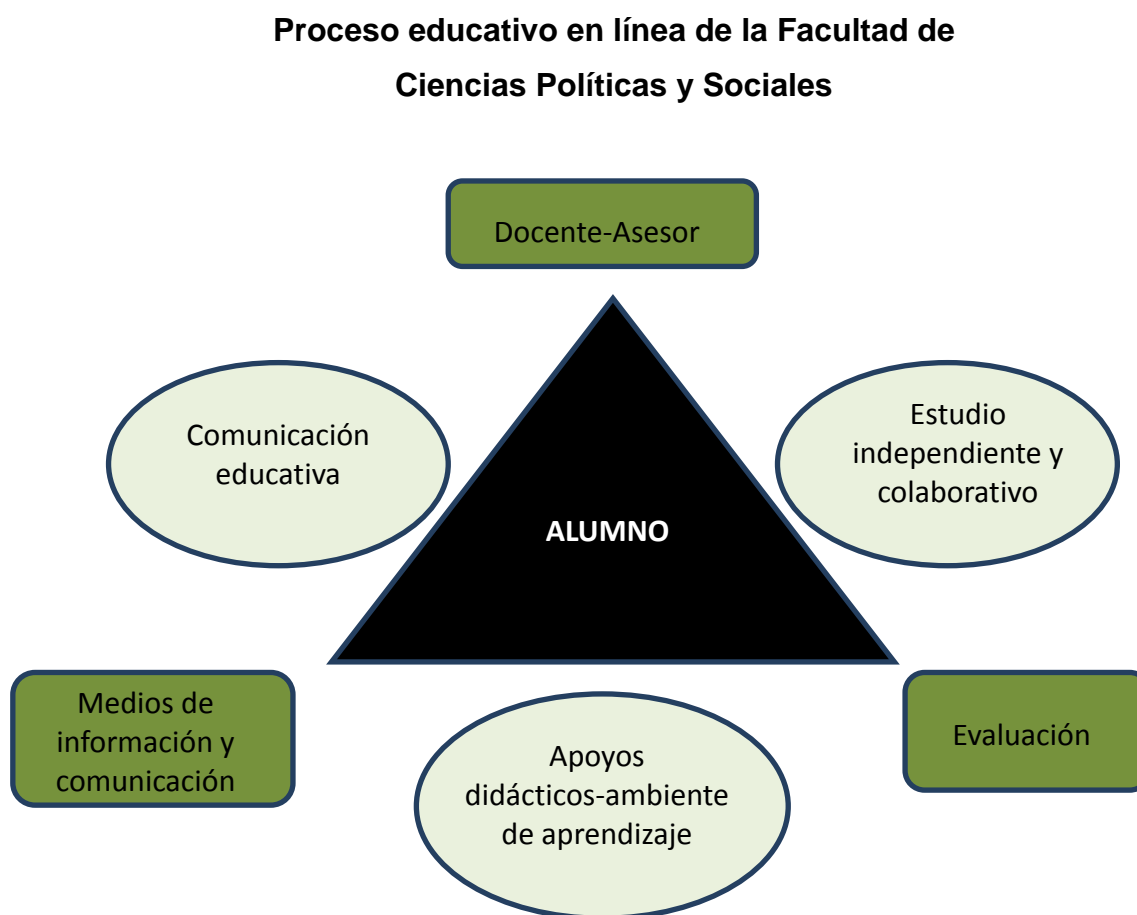 Proceso educativo en línea de la Facultad de
Ciencias Políticas y Sociales
Docente-Asesor
Comunicación
educativa
Estudio
independiente y
colaborativo
ALUMNO
Medios de
información y
comunicación
Apoyos
didácticos-ambiente
de aprendizaje
Evaluación